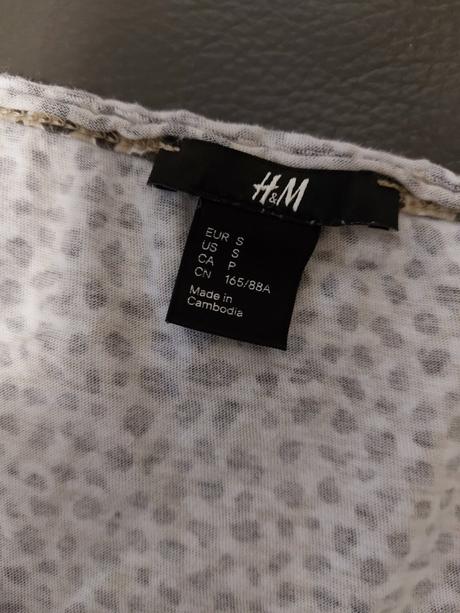 H&M
EUR S
US S
CA P
CN 165/88A
Made in
Cambodia